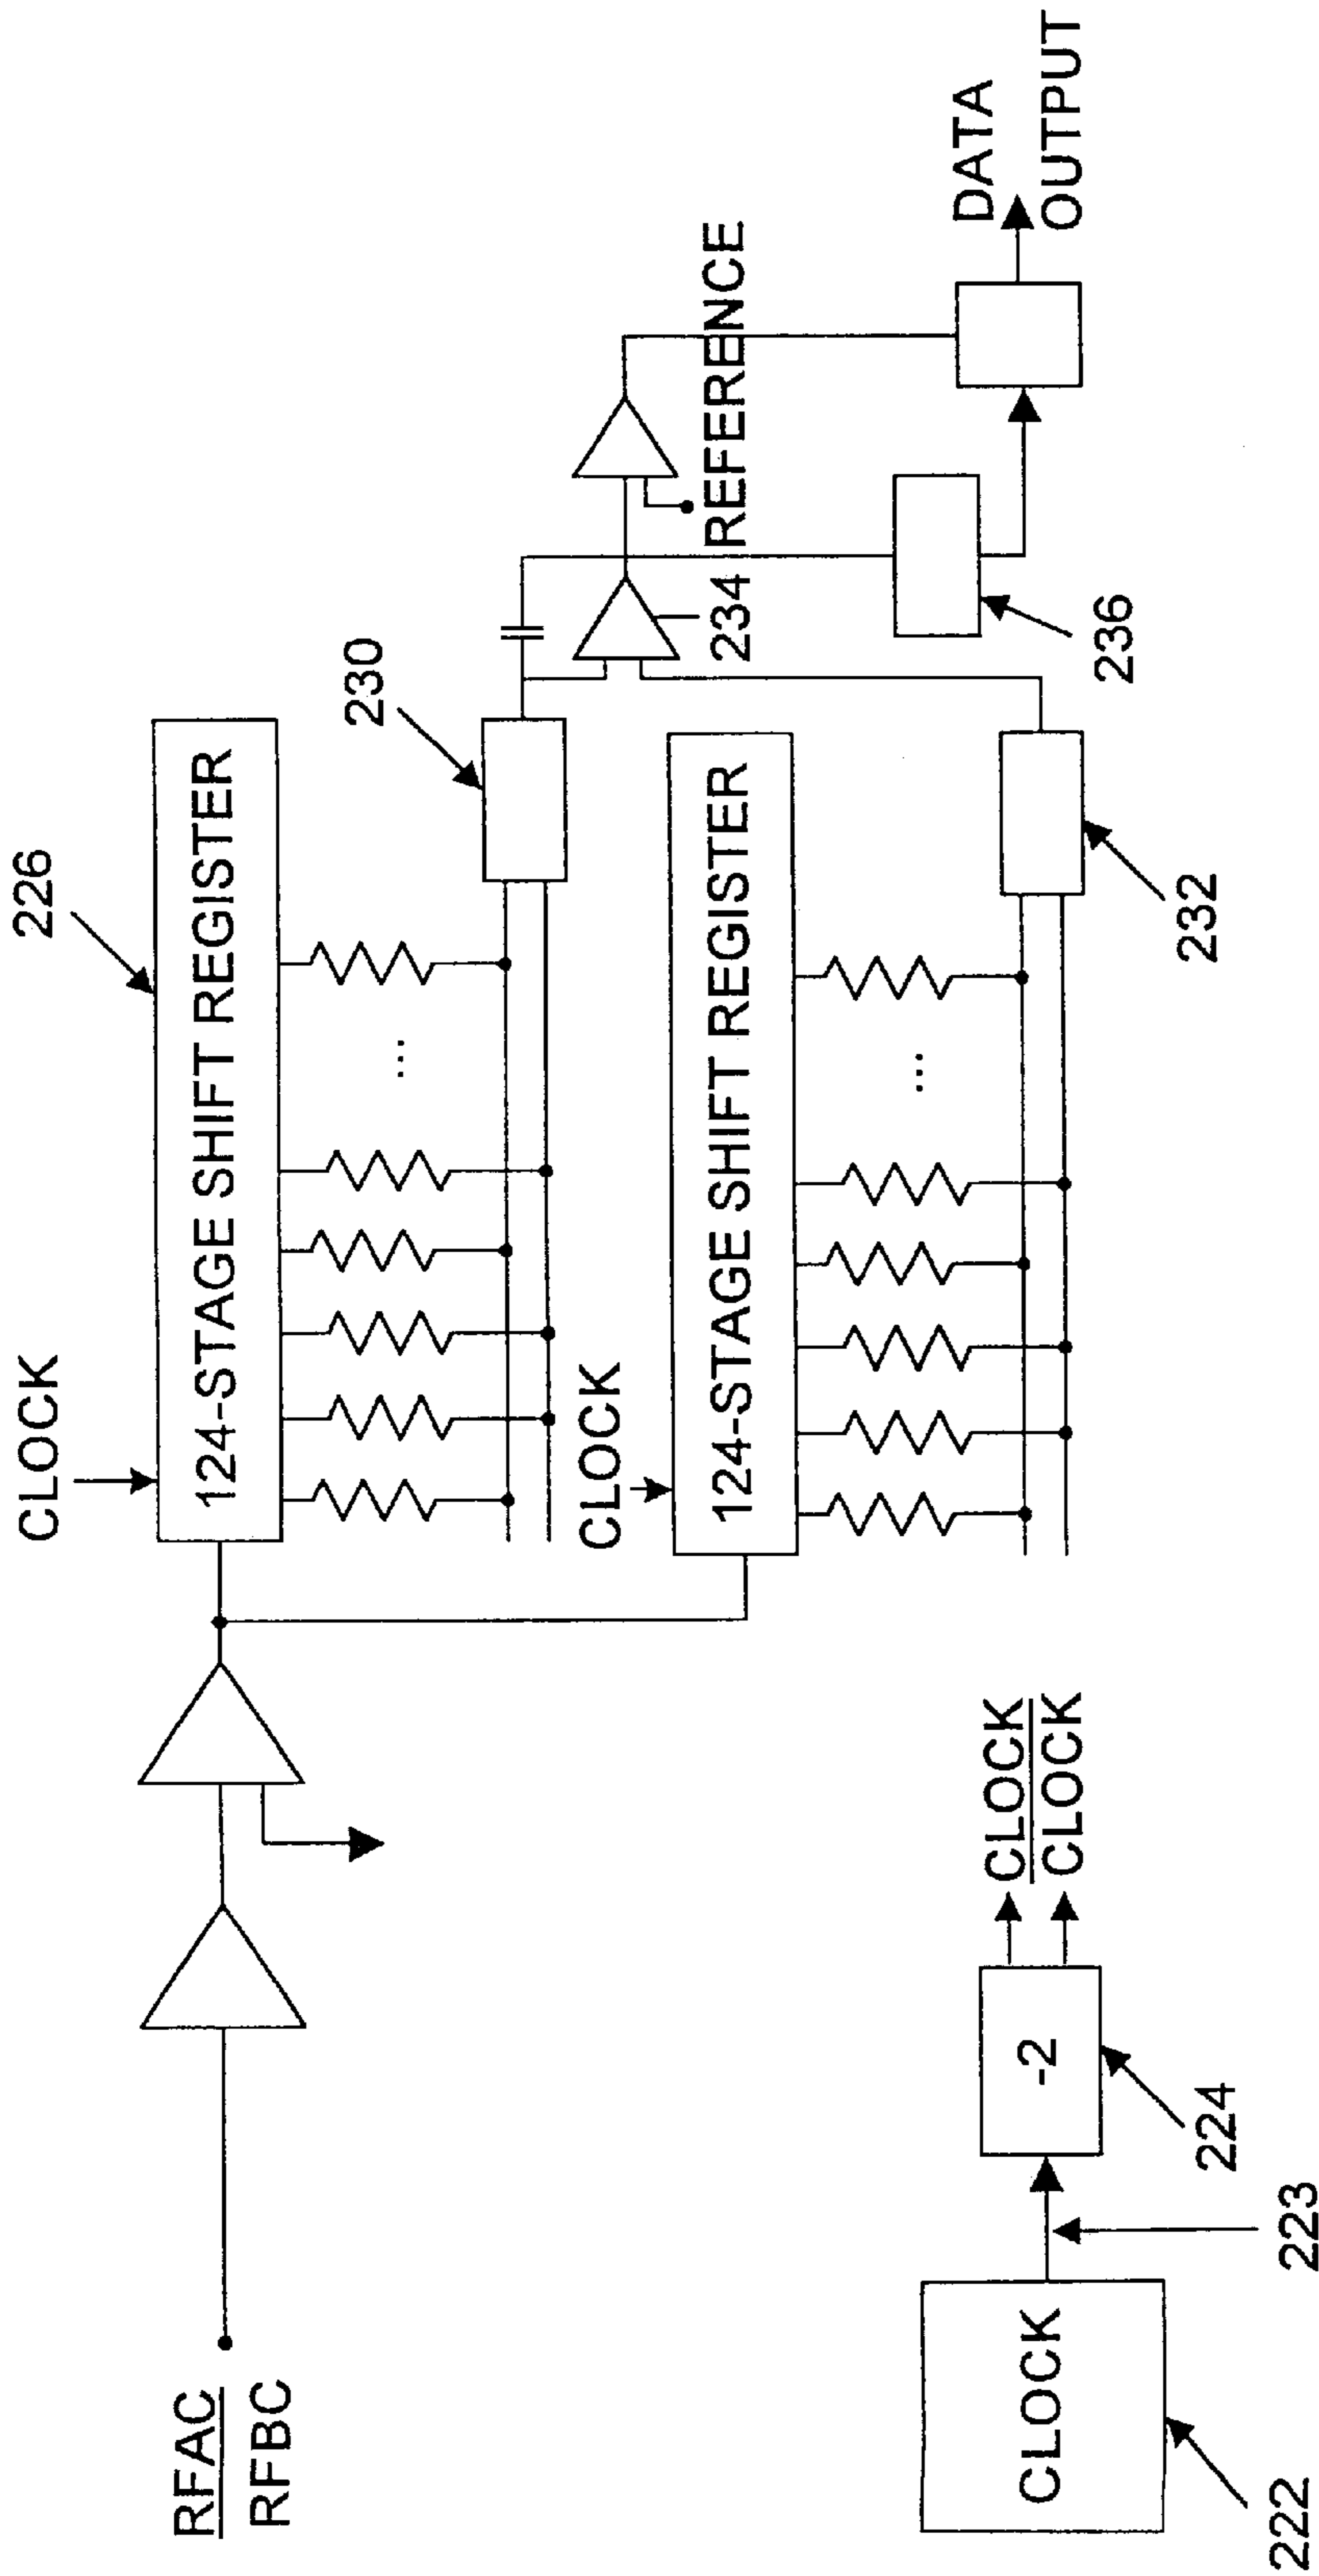 RFAC
RFBC
CLOCK
226
124-STAGE SHIFT REGISTER
230
CLOCK
124-STAGE SHIFT REGISTER
232
...
...
234
REFERENCE
236
DATA
OUTPUT
CLOCK
222
223
-2
224
CLOCK
CLOCK